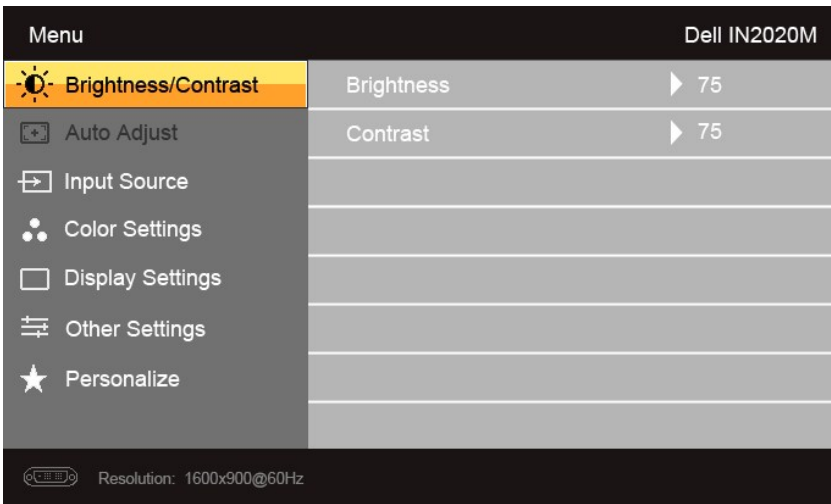 Menu Dell IN2020M
Brightness/Contrast Brightness 75
Auto Adjust Contrast 75
Input Source
Color Settings
Display Settings
Other Settings
Personalize
Resolution: 1600x900@60Hz